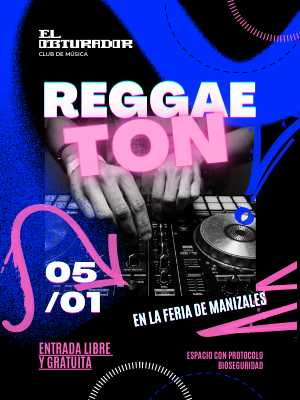 EL
OBTURADOR
CLUB DE MÚSICA
REGGAE
TON
05
/01
EN LA FERIA DE MANIZALES
ENTRADA LIBRE
Y GRATUITA
ESPACIO CON PROTOCOLO
BIOSEGURIDAD